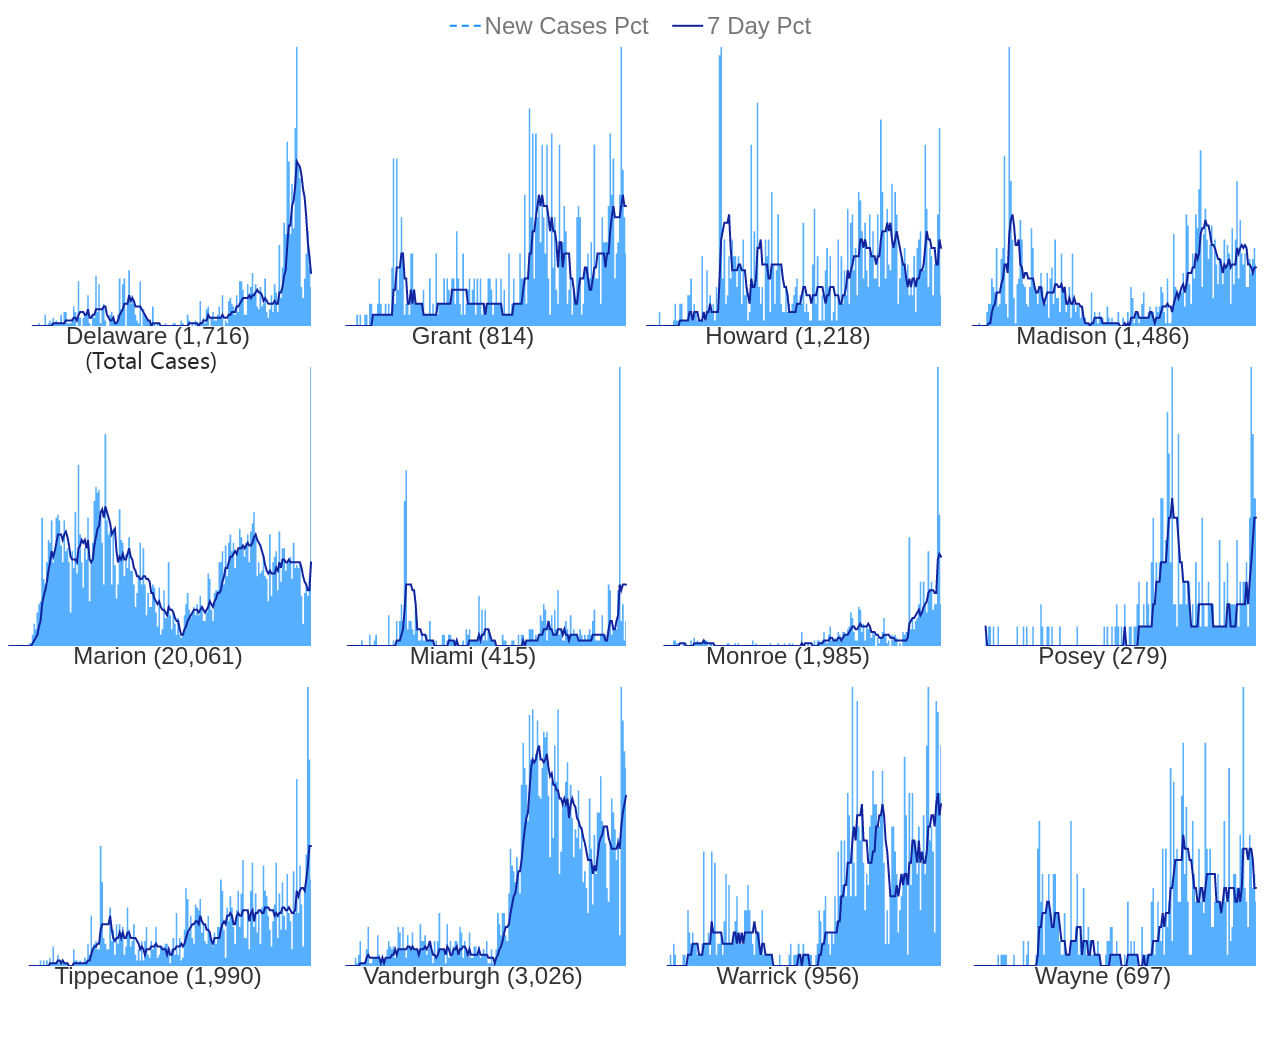 New Cases Pct 7 Day Pct
Delaware (1,716) Grant (814) Howard (1,218) Madison (1,486)
(Total Cases)
Marion (20,061) Miami (415) Monroe (1,985) Posey (279)
Tippecanoe (1,990) Vanderburgh (3,026) Warrick (956) Wayne (697)